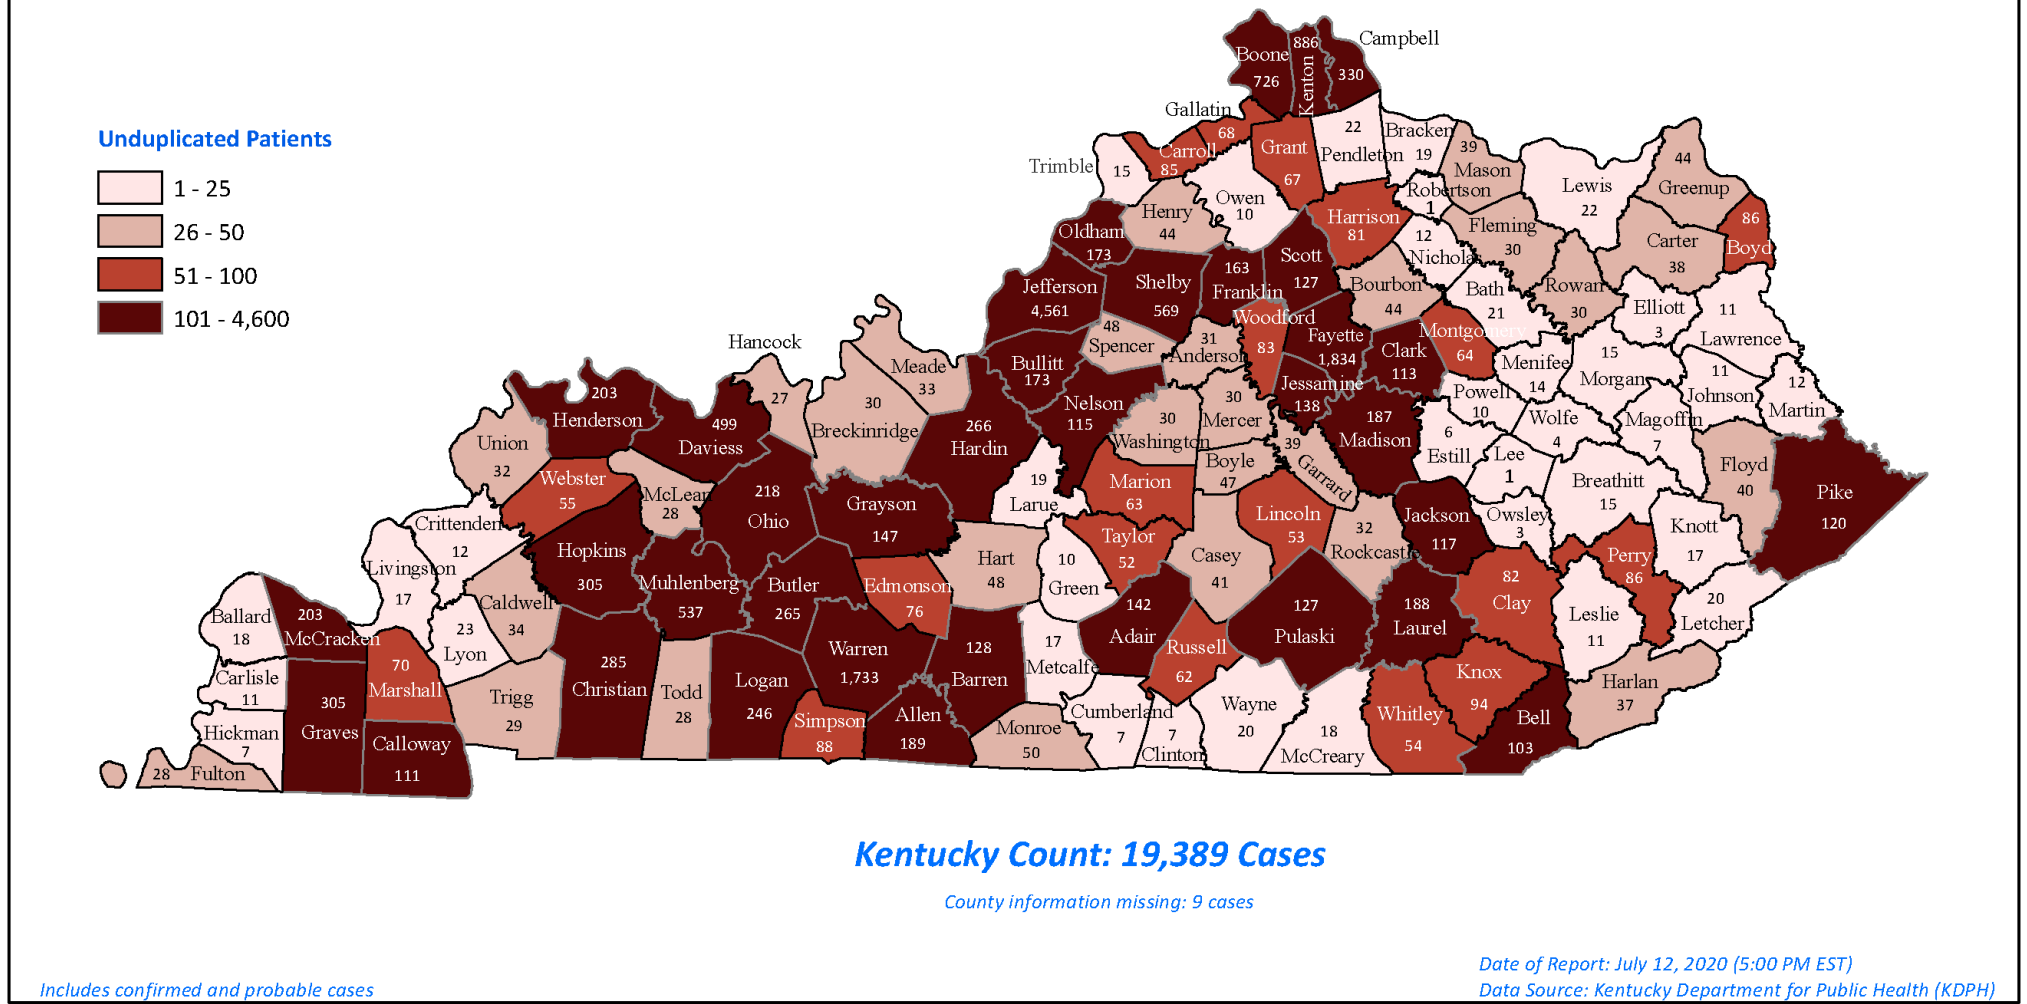 Unduplicated Patients
1 - 25
26 - 50
51 - 100
101 - 4,600
Boone
726
886
Kenton
Campbell
330
Gallatin
68
Carroll
85
Grant
67
22
Pendleton
Bracken
19
39
Mason
Trimble
15
Owen
10
Robertson
1
Lewis
22
44
Greenup
86
Boyd
Henry
44
Harrison
81
Fleming
30
Carter
38
Oldham
173
12
Nicholas
Scott
127
163
Franklin
Shelby
569
Jefferson
4,561
Bourbon
44
Bath
21
Rowan
30
Elliott
3
11
Lawrence
Woodford
83
Fayette
1,834
Montgomery
64
Clark
113
48
Spencer
31
Anderson
Bullitt
173
Menifee
14
15
Morgan
11
Johnson
12
Martin
Hancock
27
Meade
33
30
Breckinridge
Jessamine
138
Powell
10
Wolfe
4
Magoffin
7
Nelson
115
30
Washington
30
Mercer
187
Madison
6
Estill
Lee
1
203
Henderson
499
Daviess
Union
32
266
Hardin
39
Garrard
Boyle
47
Floyd
40
Pike
120
Breathitt
15
Webster
55
McLean
28
218
Ohio
Grayson
147
19
Larue
Marion
63
Lincoln
53
32
Rockcastle
Jackson
117
Owsley
3
Knott
17
Crittenden
12
Hopkins
305
Hart
48
10
Green
Taylor
52
Casey
41
Perry
86
82
Clay
Livingston
17
Muhlenberg
537
Butler
265
Edmonson
76
142
Adair
127
Pulaski
188
Laurel
Leslie
11
20
Letcher
Ballard
18
203
McCracken
Caldwell
34
23
Lyon
Warren
1,733
128
Barren
17
Metcalfe
Russell
62
Knox
94
Harlan
37
Carlisle
11
70
Marshall
305
Graves
Trigg
29
285
Christian
Todd
28
Logan
246
Simpson
88
Allen
189
Monroe
50
Cumberland
7
7
Clinton
Wayne
20
18
McCreary
Whitley
54
Bell
103
Hickman
7
28 Fulton
Calloway
111
Kentucky Count: 19,389 Cases
County information missing: 9 cases
Date of Report: July 12, 2020 (5:00 PM EST)
Includes confirmed and probable cases
Data Source: Kentucky Department for Public Health (KDPH)